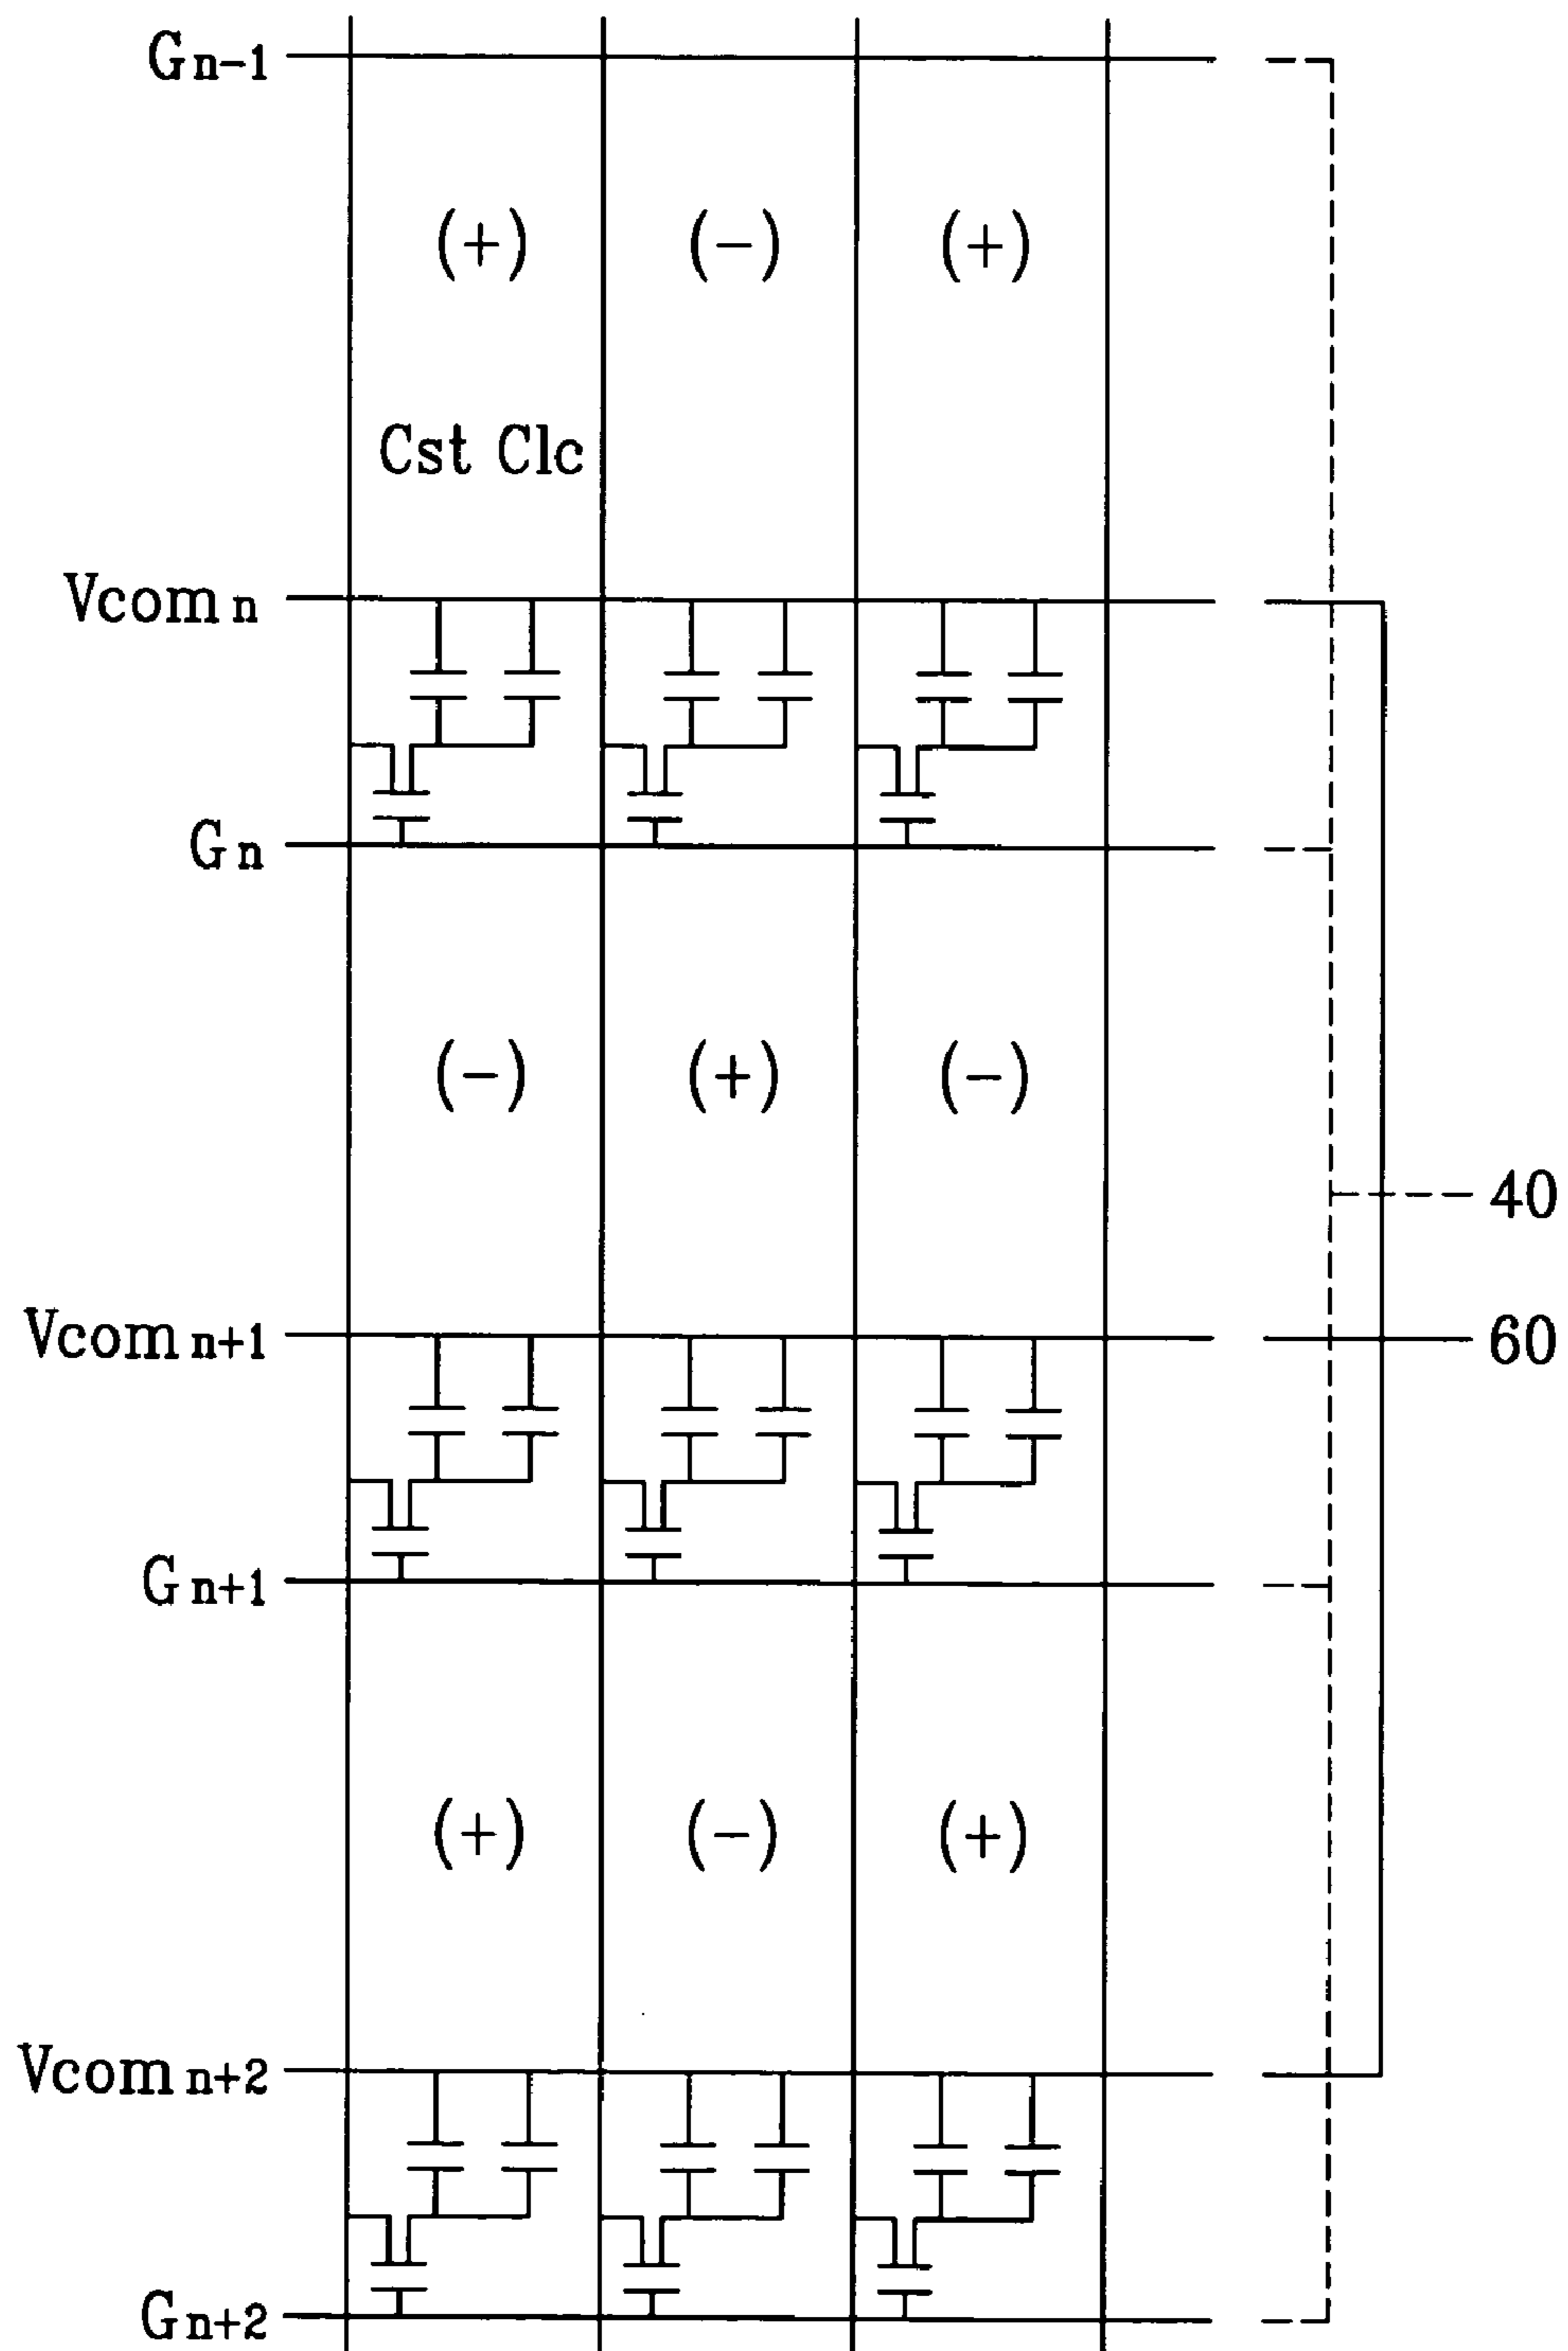 Gn-1
(+) (-) (+)
Cst Clc
Vcom n
Gn
(-) (+) (-)
40
Vcom n+1
60
Gn+1
(+) (-) (+)
Vcom n+2
Gn+2